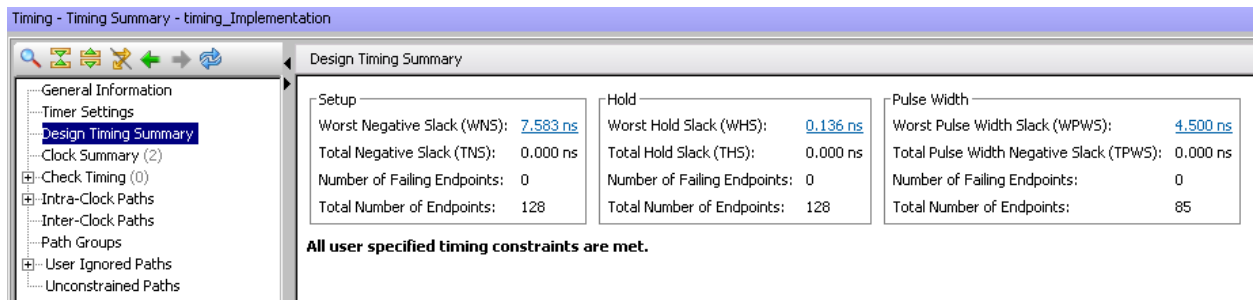 Timing - Timing Summary - timing_Implementation
General Information
Timer Settings
Design Timing Summary
Clock Summary (2)
Check Timing (0)
Intra-Clock Paths
Inter-Clock Paths
Path Groups
User Ignored Paths
Unconstrained Paths
Design Timing Summary
Setup
Worst Negative Slack (WNS): 7.583 ns
Total Negative Slack (TNS): 0.000 ns
Number of Failing Endpoints: 0
Total Number of Endpoints: 128
Hold
Worst Hold Slack (WHS): 0.136 ns
Total Hold Slack (THS): 0.000 ns
Number of Failing Endpoints: 0
Total Number of Endpoints: 128
Pulse Width
Worst Pulse Width Slack (WPWS): 4.500 ns
Total Pulse Width Negative Slack (TPWS): 0.000 ns
Number of Failing Endpoints: 0
Total Number of Endpoints: 85
All user specified timing constraints are met.